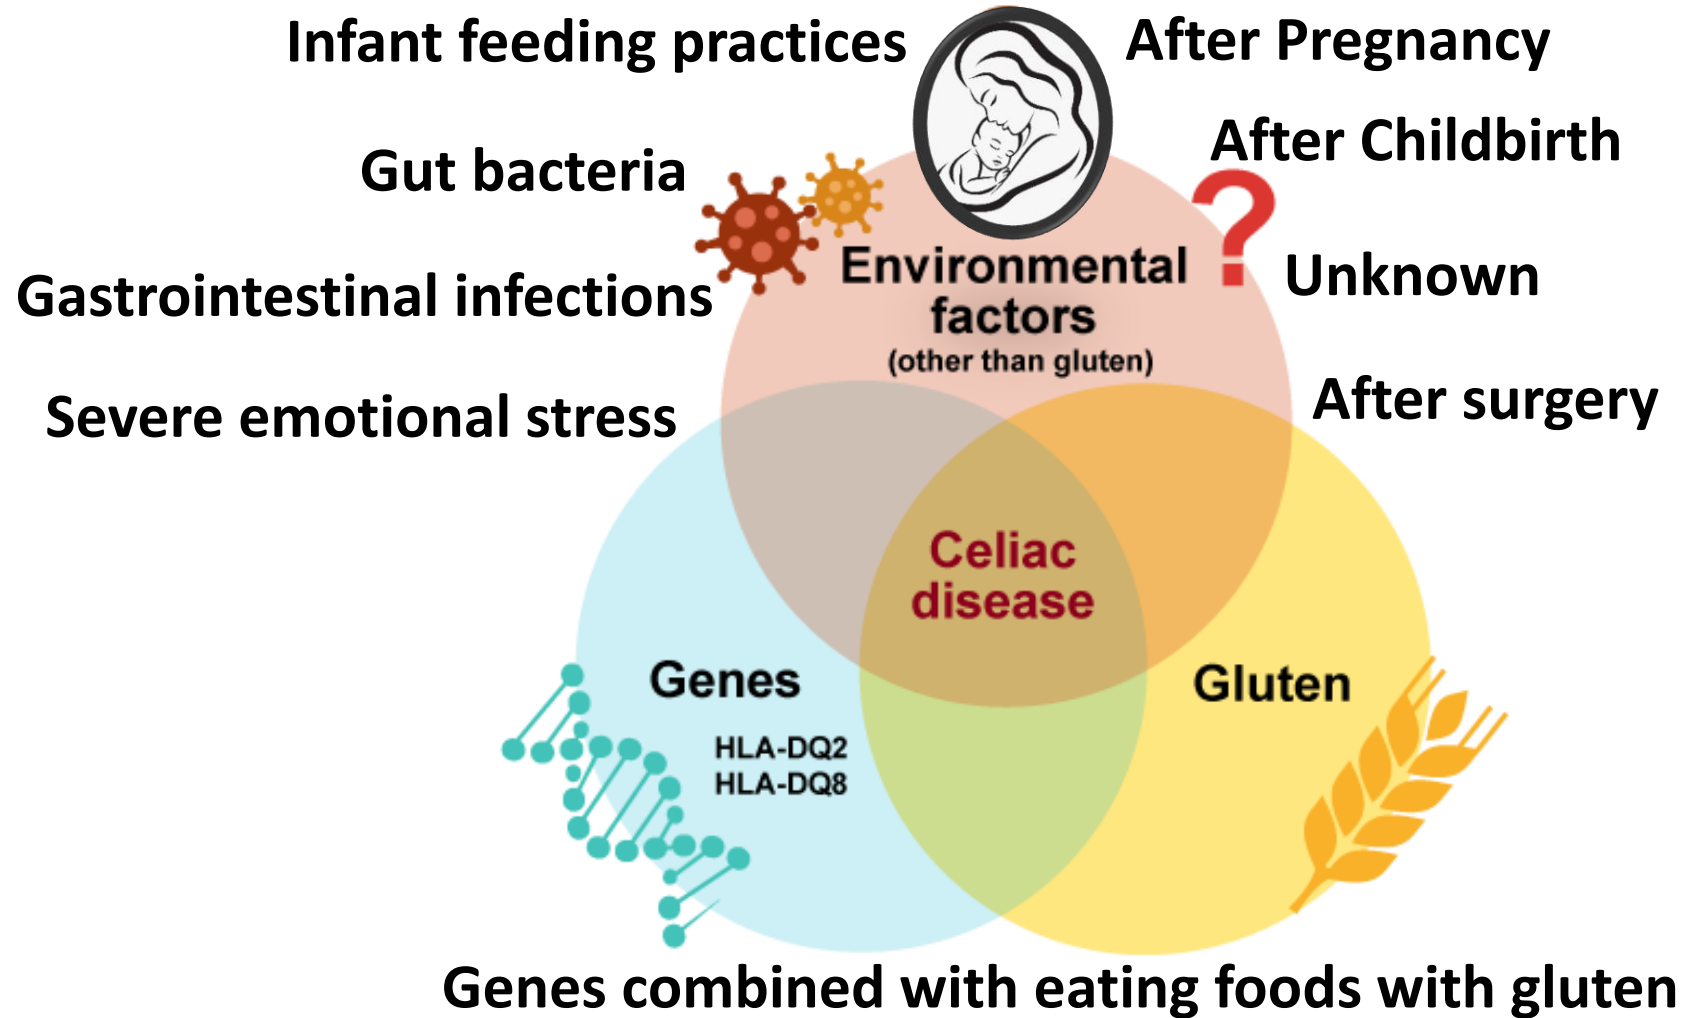 Infant feeding practices
After Pregnancy
After Childbirth
Gut bacteria
?
Environmental
factors
(other than gluten)
Unknown
Gastrointestinal infections
After surgery
Severe emotional stress
Celiac
disease
Genes
HLA-DQ2
HLA-DQ8
Gluten
Genes combined with eating foods with gluten